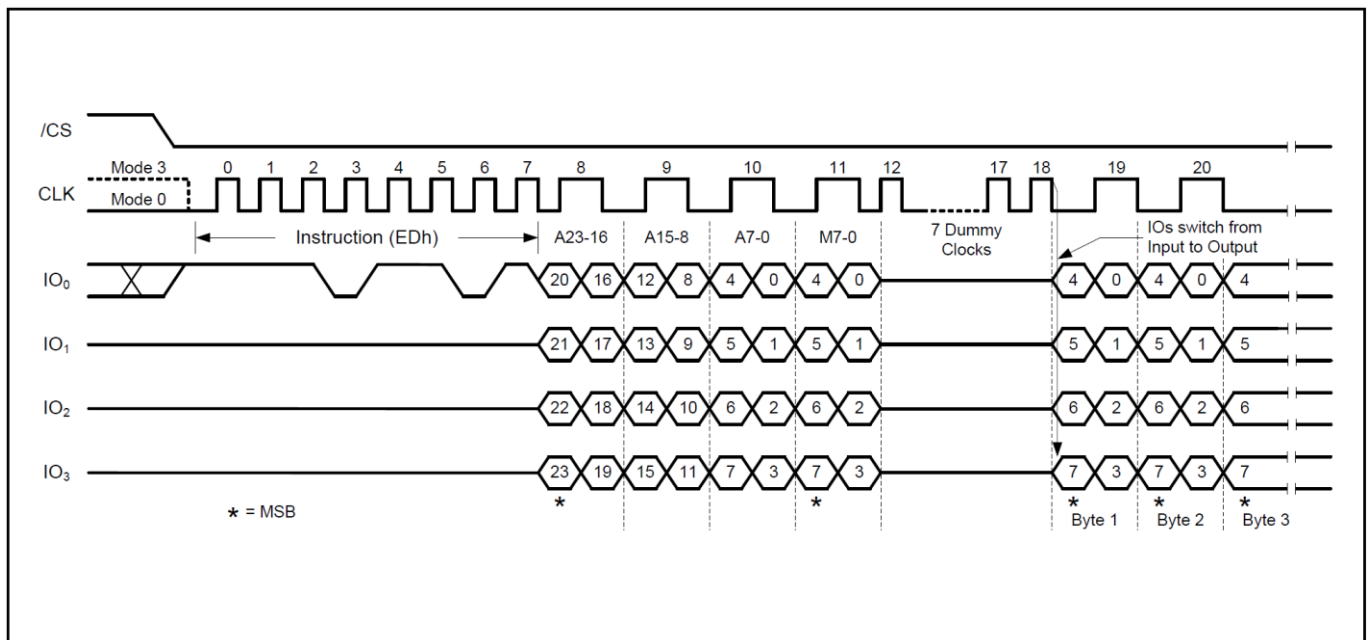 /CS
Mode 3 0 1 2 3 4 5 6 7 8 9 10 11 12 17 18 19 20
CLK Mode 0
Instruction (EDh) A23-16 A15-8 A7-0 M7-0 7 Dummy Clocks IOs switch from Input to Output
IO₀ 20 16 12 8 4 0 4 0 4 0 4 0 4
IO₁ 21 17 13 9 5 1 5 1 5 1 5 1 5
IO₂ 22 18 14 10 6 2 6 2 6 2 6 2 6
IO₃ 23 19 15 11 7 3 7 3 7 3 7 3 7
* * * * *
* = MSB Byte 1 Byte 2 Byte 3